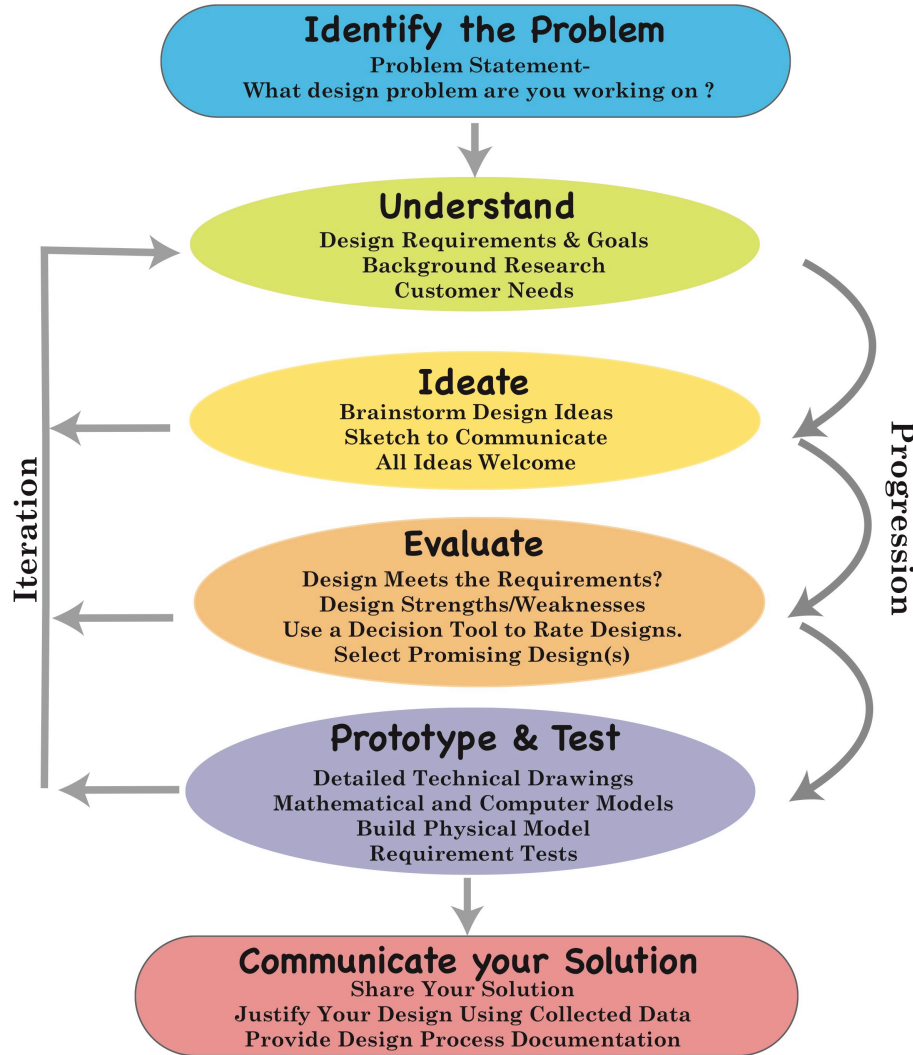 Identify the Problem
Problem Statement-
What design problem are you working on ?
Understand
Design Requirements & Goals
Background Research
Customer Needs
Ideate
Brainstorm Design Ideas
Sketch to Communicate
All Ideas Welcome
Iteration
Progression
Evaluate
Design Meets the Requirements?
Design Strengths/Weaknesses
Use a Decision Tool to Rate Designs.
Select Promising Design(s)
Prototype & Test
Detailed Technical Drawings
Mathematical and Computer Models
Build Physical Model
Requirement Tests
Communicate your Solution
Share Your Solution
Justify Your Design Using Collected Data
Provide Design Process Documentation